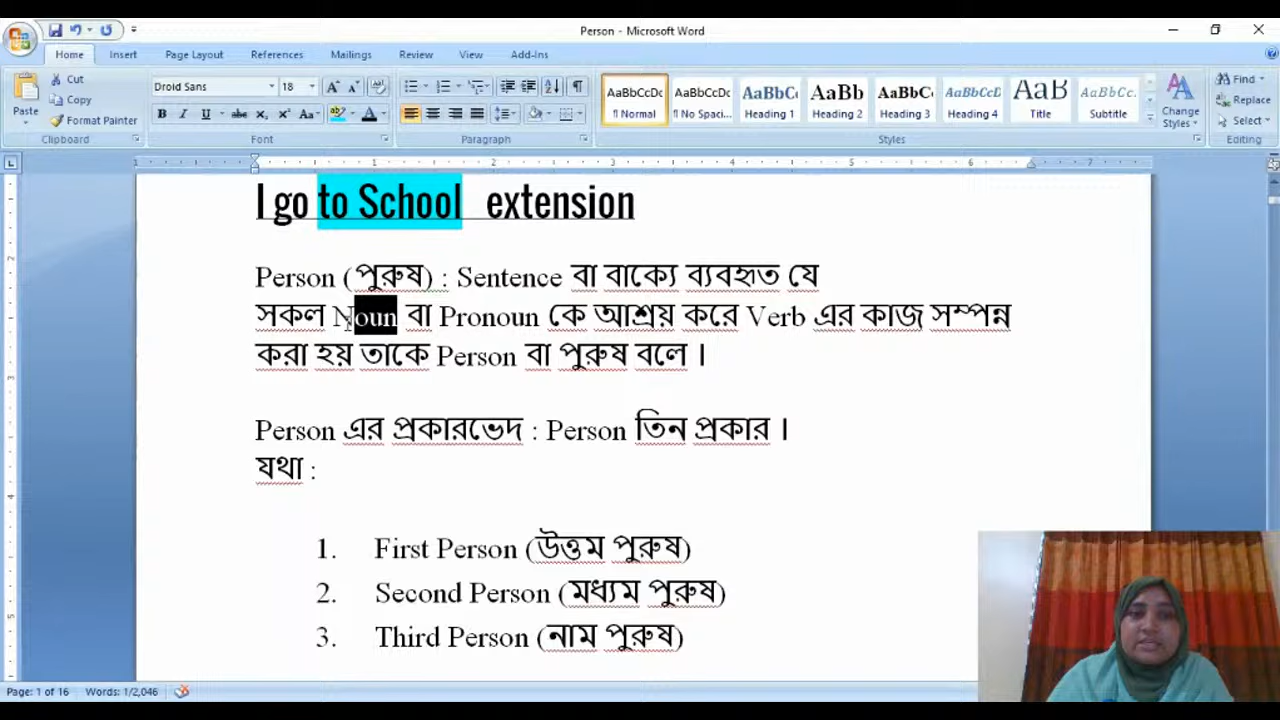 Person - Microsoft Word
Home Insert Page Layout References Mailings Review View Add-Ins
Cut
Copy
Format Painter
Paste
Clipboard
Droid Sans 18
Font
Paragraph
AaBbCcDc AaBbCcDc AaBbC AaBb AaBbC AaBbCcD AaB AaBbCc.
¶ Normal ¶ No Spaci... Heading 1 Heading 2 Heading 3 Heading 4 Title Subtitle
Change Styles
Styles
Find
Replace
Select
Editing
I go to School extension
Person (পুরুষ) : Sentence বা বাক্যে ব্যবহৃত যে
সকল Noun বা Pronoun কে আশ্রয় করে Verb এর কাজ সম্পন্ন
করা হয় তাকে Person বা পুরুষ বলে ।
Person এর প্রকারভেদ : Person তিন প্রকার ।
যথা :
1. First Person (উত্তম পুরুষ)
2. Second Person (মধ্যম পুরুষ)
3. Third Person (নাম পুরুষ)
Page: 1 of 16 Words: 1/2,046